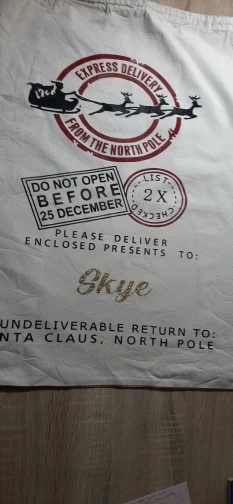 EXPRESS DELIVERY
FROM THE NORTH POLE
DO NOT OPEN
BEFORE
25 DECEMBER
LIST
2X
CHECKED
PLEASE DELIVER
ENCLOSED PRESENTS TO:
Skye
UNDELIVERABLE RETURN TO:
NTA CLAUS, NORTH POLE